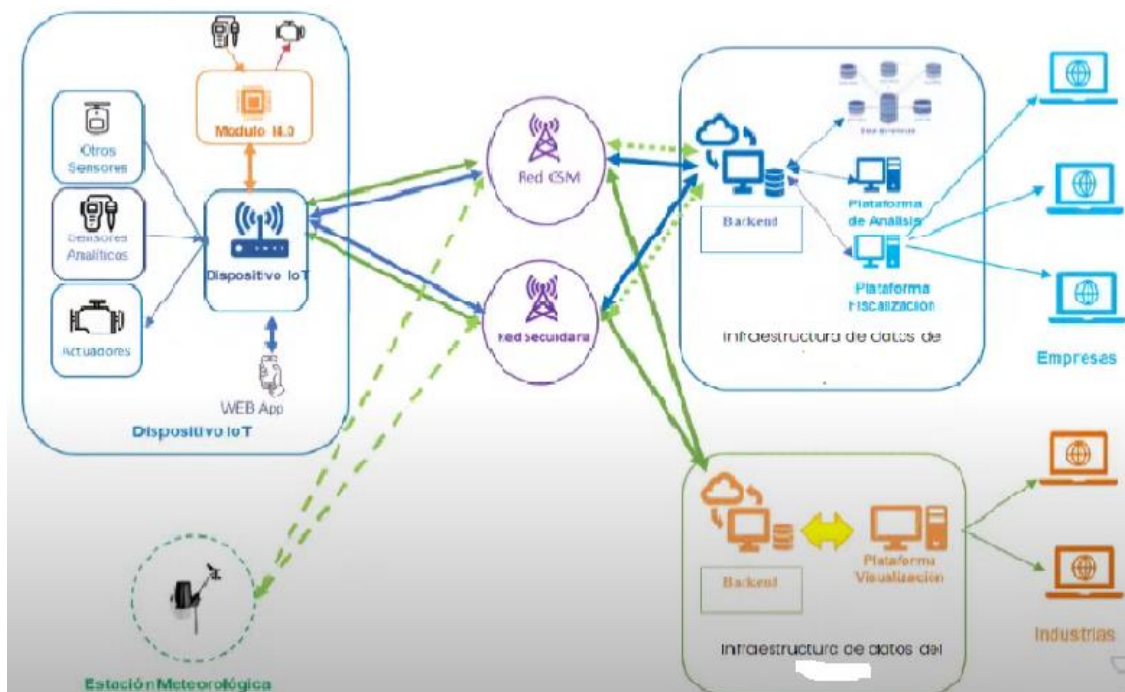 Modulo I4.0
Otros
Sensores
Sensores
Analíticos
Actuadores
Dispositivo IoT
WEB App
Dispositivo IoT
Red GSM
Red Secundaria
Backend
Plataforma
de Análisis
Plataforma
Fiscalización
Infraestructura de datos de
Empresas
Backend
Plataforma
Visualización
Infraestructura de datos del
Industrias
Estación Meteorológica